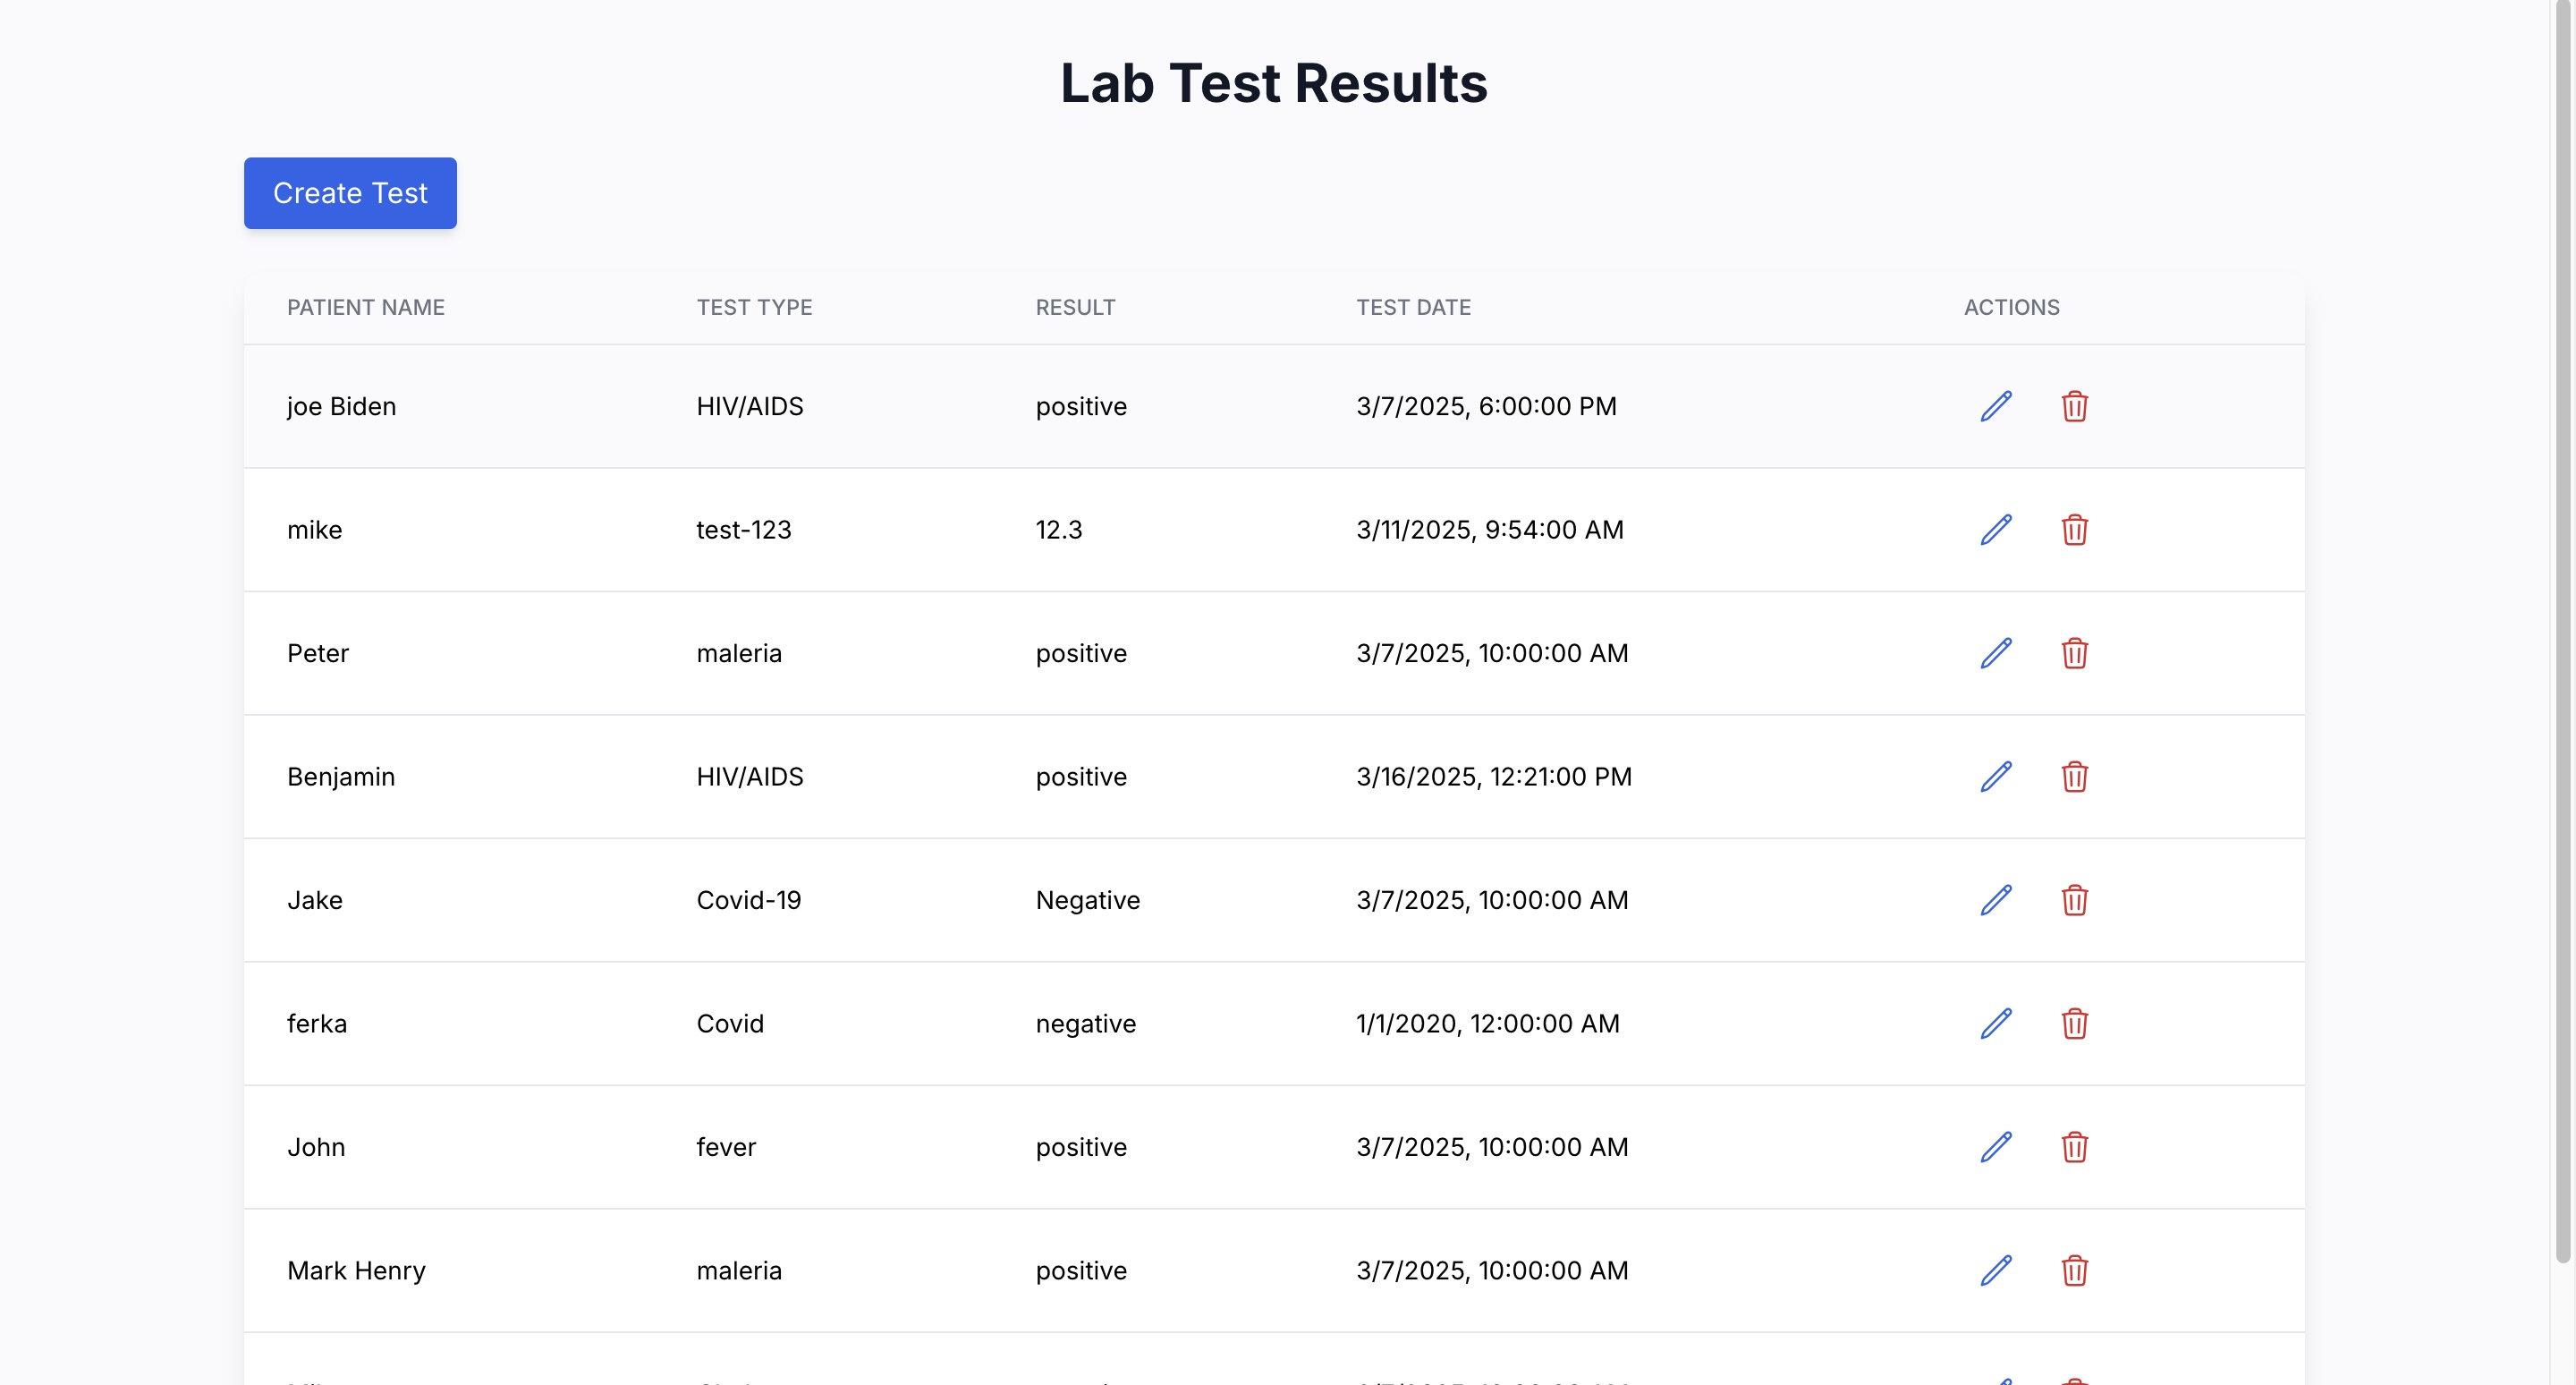 Lab Test Results
Create Test
PATIENT NAME TEST TYPE RESULT TEST DATE ACTIONS
joe Biden HIV/AIDS positive 3/7/2025, 6:00:00 PM
mike test-123 12.3 3/11/2025, 9:54:00 AM
Peter maleria positive 3/7/2025, 10:00:00 AM
Benjamin HIV/AIDS positive 3/16/2025, 12:21:00 PM
Jake Covid-19 Negative 3/7/2025, 10:00:00 AM
ferka Covid negative 1/1/2020, 12:00:00 AM
John fever positive 3/7/2025, 10:00:00 AM
Mark Henry maleria positive 3/7/2025, 10:00:00 AM